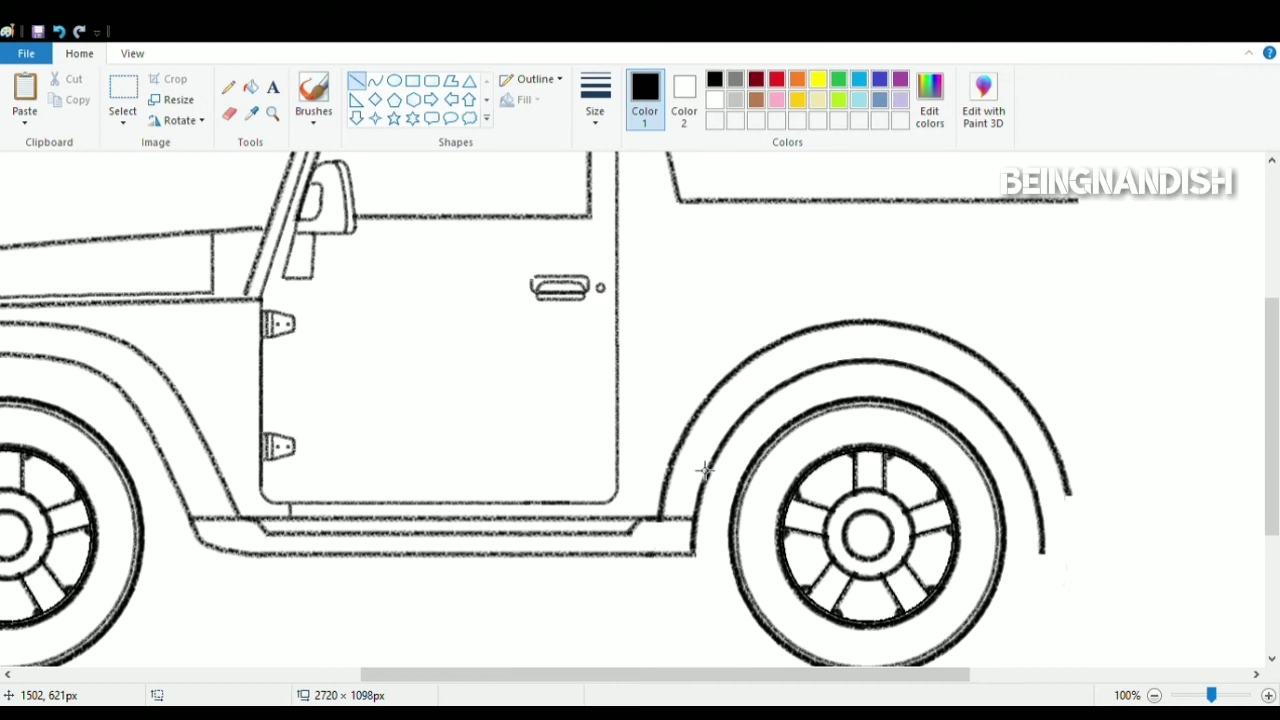 File Home View
Paste
Cut
Copy
Clipboard
Select
Crop
Resize
Rotate
Image
Tools
Brushes
Shapes
Outline
Fill
Size
Color
1
Color
2
Edit
colors
Colors
Edit with
Paint 3D
BEINGNANDISH
1502, 621px
2720 × 1098px
100%